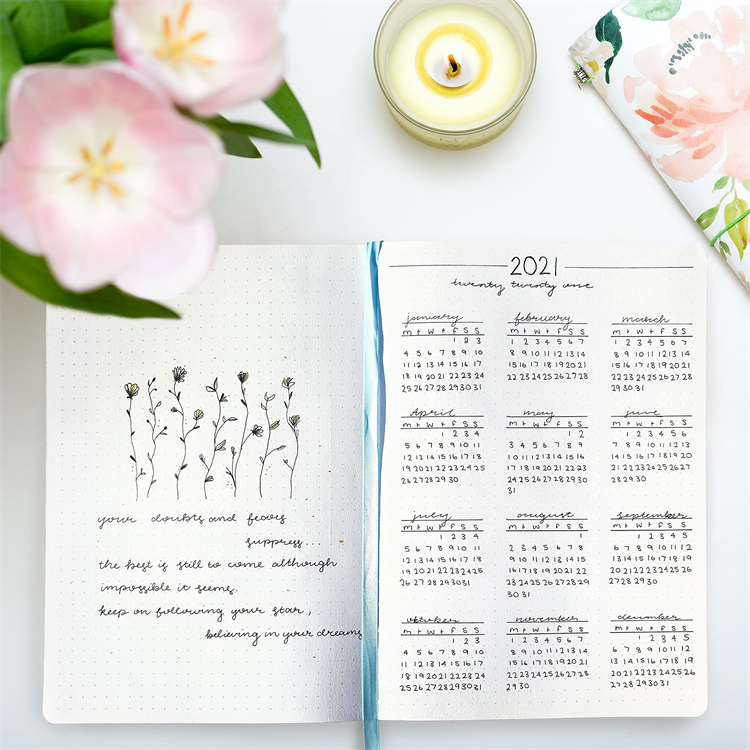 your doubts and fears
suppress...
the best is still to come although
impossible it seems.
keep on following your star,
believing in your dreams
2021
twenty twenty one
january
m t w t f s s
1 2 3
4 5 6 7 8 9 10
11 12 13 14 15 16 17
18 19 20 21 22 23 24
25 26 27 28 29 30 31
february
m t w t f s s
1 2 3 4 5 6 7
8 9 10 11 12 13 14
15 16 17 18 19 20 21
22 23 24 25 26 27 28
march
m t w t f s s
1 2 3 4 5 6 7
8 9 10 11 12 13 14
15 16 17 18 19 20 21
22 23 24 25 26 27 28
29 30 31
April
m t w t f s s
1 2 3 4
5 6 7 8 9 10 11
12 13 14 15 16 17 18
19 20 21 22 23 24 25
26 27 28 29 30
may
m t w t f s s
1 2
3 4 5 6 7 8 9
10 11 12 13 14 15 16
17 18 19 20 21 22 23
24 25 26 27 28 29 30
31
june
m t w t f s s
1 2 3 4 5 6
7 8 9 10 11 12 13
14 15 16 17 18 19 20
21 22 23 24 25 26 27
28 29 30
july
m t w t f s s
1 2 3 4
5 6 7 8 9 10 11
12 13 14 15 16 17 18
19 20 21 22 23 24 25
26 27 28 29 30 31
august
m t w t f s s
1
2 3 4 5 6 7 8
9 10 11 12 13 14 15
16 17 18 19 20 21 22
23 24 25 26 27 28 29
30 31
september
m t w t f s s
1 2 3 4 5
6 7 8 9 10 11 12
13 14 15 16 17 18 19
20 21 22 23 24 25 26
27 28 29 30
oktober
m t w t f s s
1 2 3
4 5 6 7 8 9 10
11 12 13 14 15 16 17
18 19 20 21 22 23 24
25 26 27 28 29 30 31
november
m t w t f s s
1 2 3 4 5 6 7
8 9 10 11 12 13 14
15 16 17 18 19 20 21
22 23 24 25 26 27 28
29 30
december
m t w t f s s
1 2 3 4 5
6 7 8 9 10 11 12
13 14 15 16 17 18 19
20 21 22 23 24 25 26
27 28 29 30 31